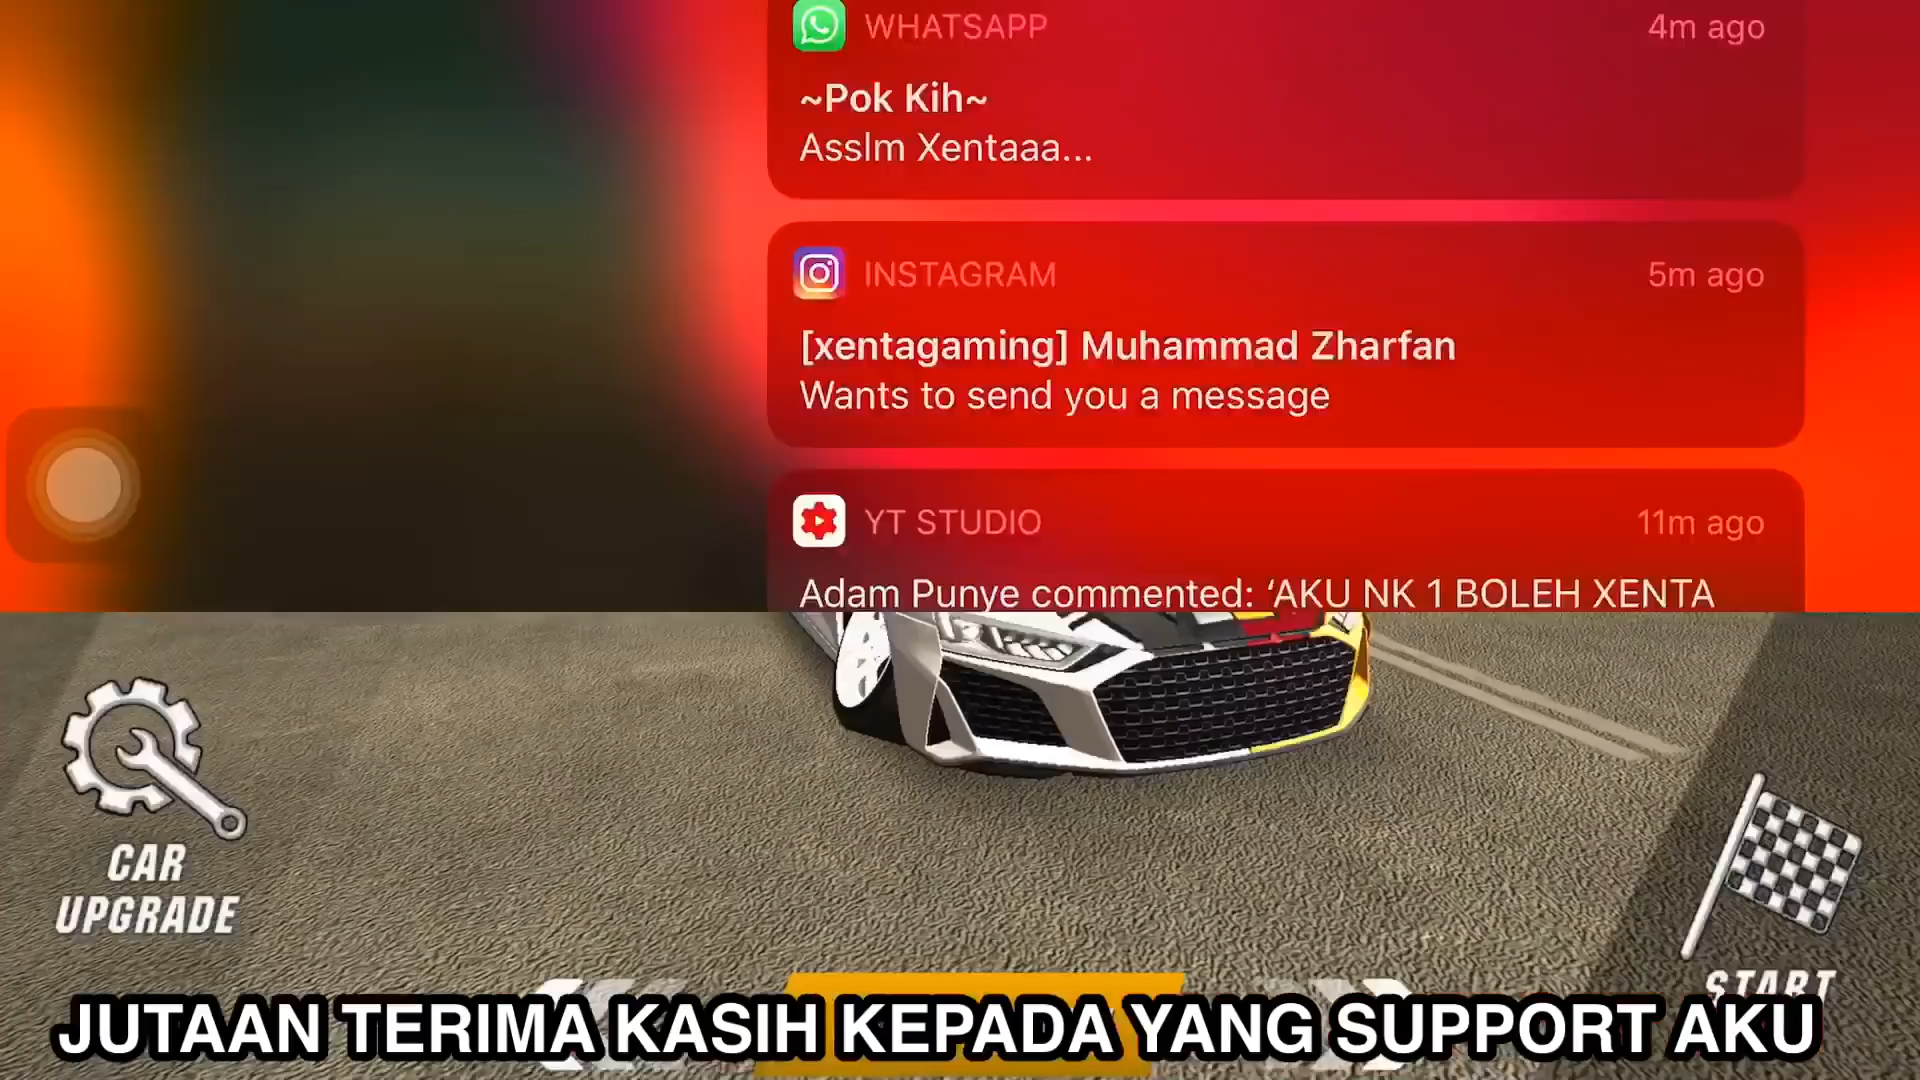 WHATSAPP
4m ago
~Pok Kih~
Asslm Xentaaa...
INSTAGRAM
5m ago
[xentagaming] Muhammad Zharfan
Wants to send you a message
YT STUDIO
11m ago
Adam Punye commented: ‘AKU NK 1 BOLEH XENTA
CAR
UPGRADE
START
JUTAAN TERIMA KASIH KEPADA YANG SUPPORT AKU